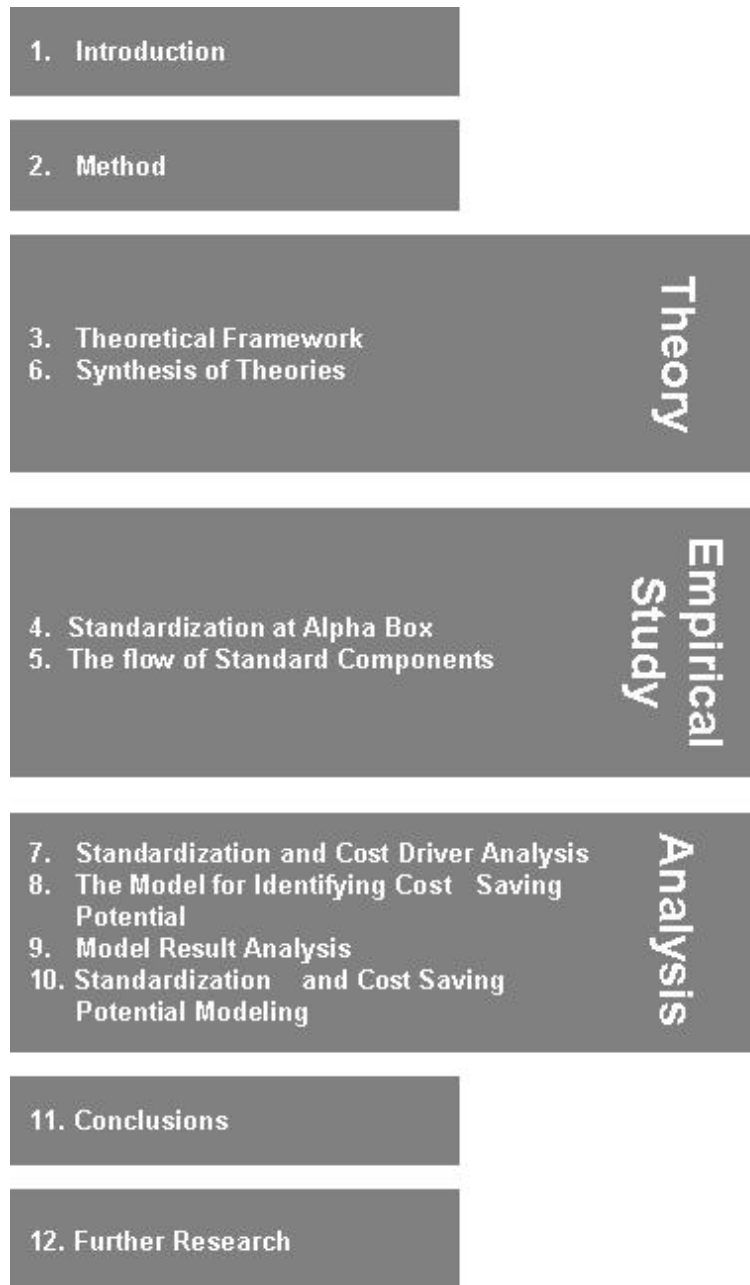 1. Introduction
2. Method
3. Theoretical Framework
6. Synthesis of Theories
Theory
4. Standardization at Alpha Box
5. The flow of Standard Components
Empirical
Study
7. Standardization and Cost Driver Analysis
8. The Model for Identifying Cost Saving
Potential
9. Model Result Analysis
10. Standardization and Cost Saving
Potential Modeling
Analysis
11. Conclusions
12. Further Research